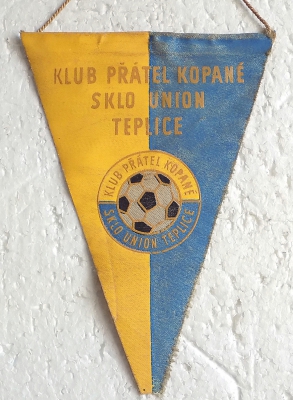 KLUB PŘÁTEL KOPANÉ
SKLO UNION
TEPLICE
KLUB PŘÁTEL KOPANÉ
SKLO UNION TEPLICE